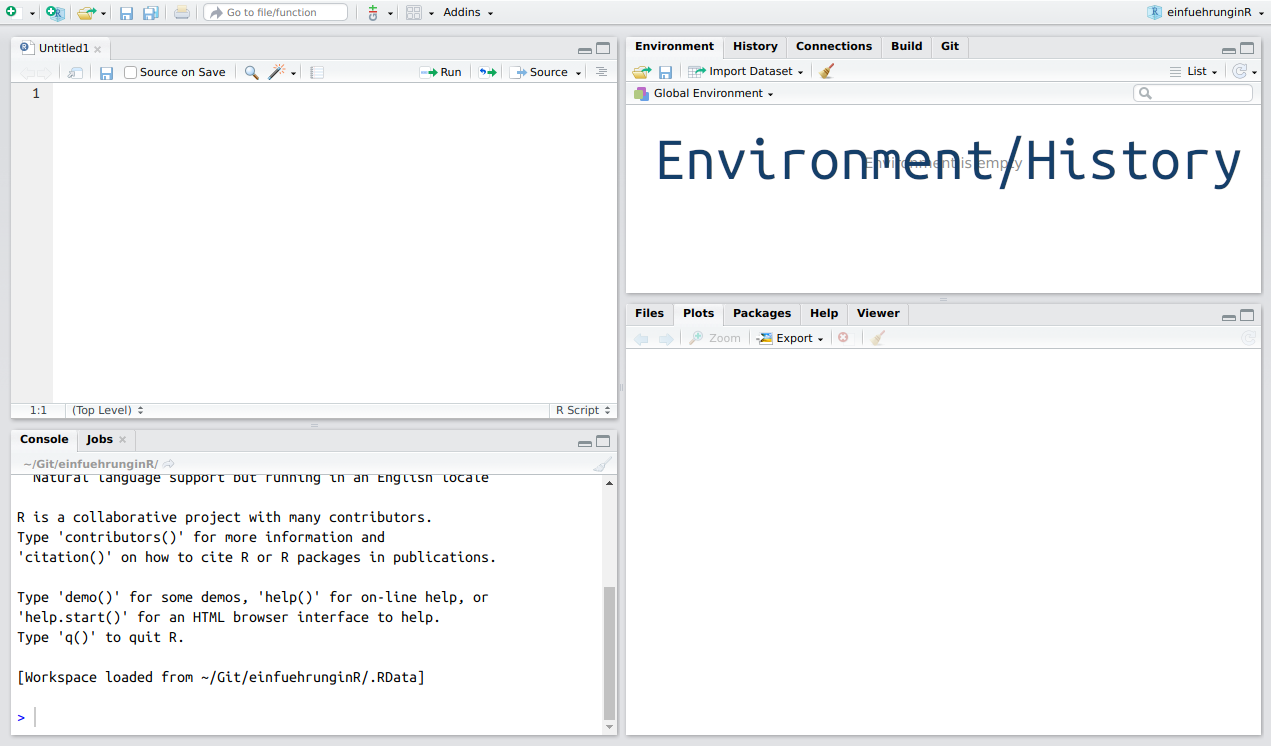 Go to file/function
Addins
einfuehrunginR
Untitled1
Source on Save
Run
Source
1
1:1
(Top Level)
R Script
Console Jobs
~/Git/einfuehrunginR/
Natural language support but running in an English locale
R is a collaborative project with many contributors.
Type 'contributors()' for more information and
'citation()' on how to cite R or R packages in publications.
Type 'demo()' for some demos, 'help()' for on-line help, or
'help.start()' for an HTML browser interface to help.
Type 'q()' to quit R.
[Workspace loaded from ~/Git/einfuehrunginR/.RData]
>
Environment History Connections Build Git
Import Dataset
List
Global Environment
Environment/History
Environment is empty
Files Plots Packages Help Viewer
Zoom
Export